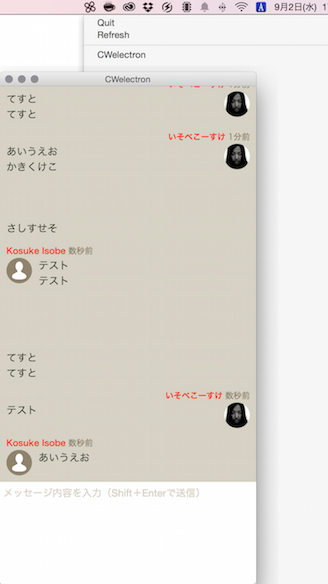 9月2日(水)
Quit
Refresh
CWelectron
CWelectron
てすと
てすと
いそべこーすけ 1分前
あいうえお
かきくけこ
さしすせそ
Kosuke Isobe 数秒前
テスト
テスト
てすと
てすと
いそべこーすけ 数秒前
テスト
Kosuke Isobe 数秒前
あいうえお
メッセージ内容を入力（Shift＋Enterで送信）